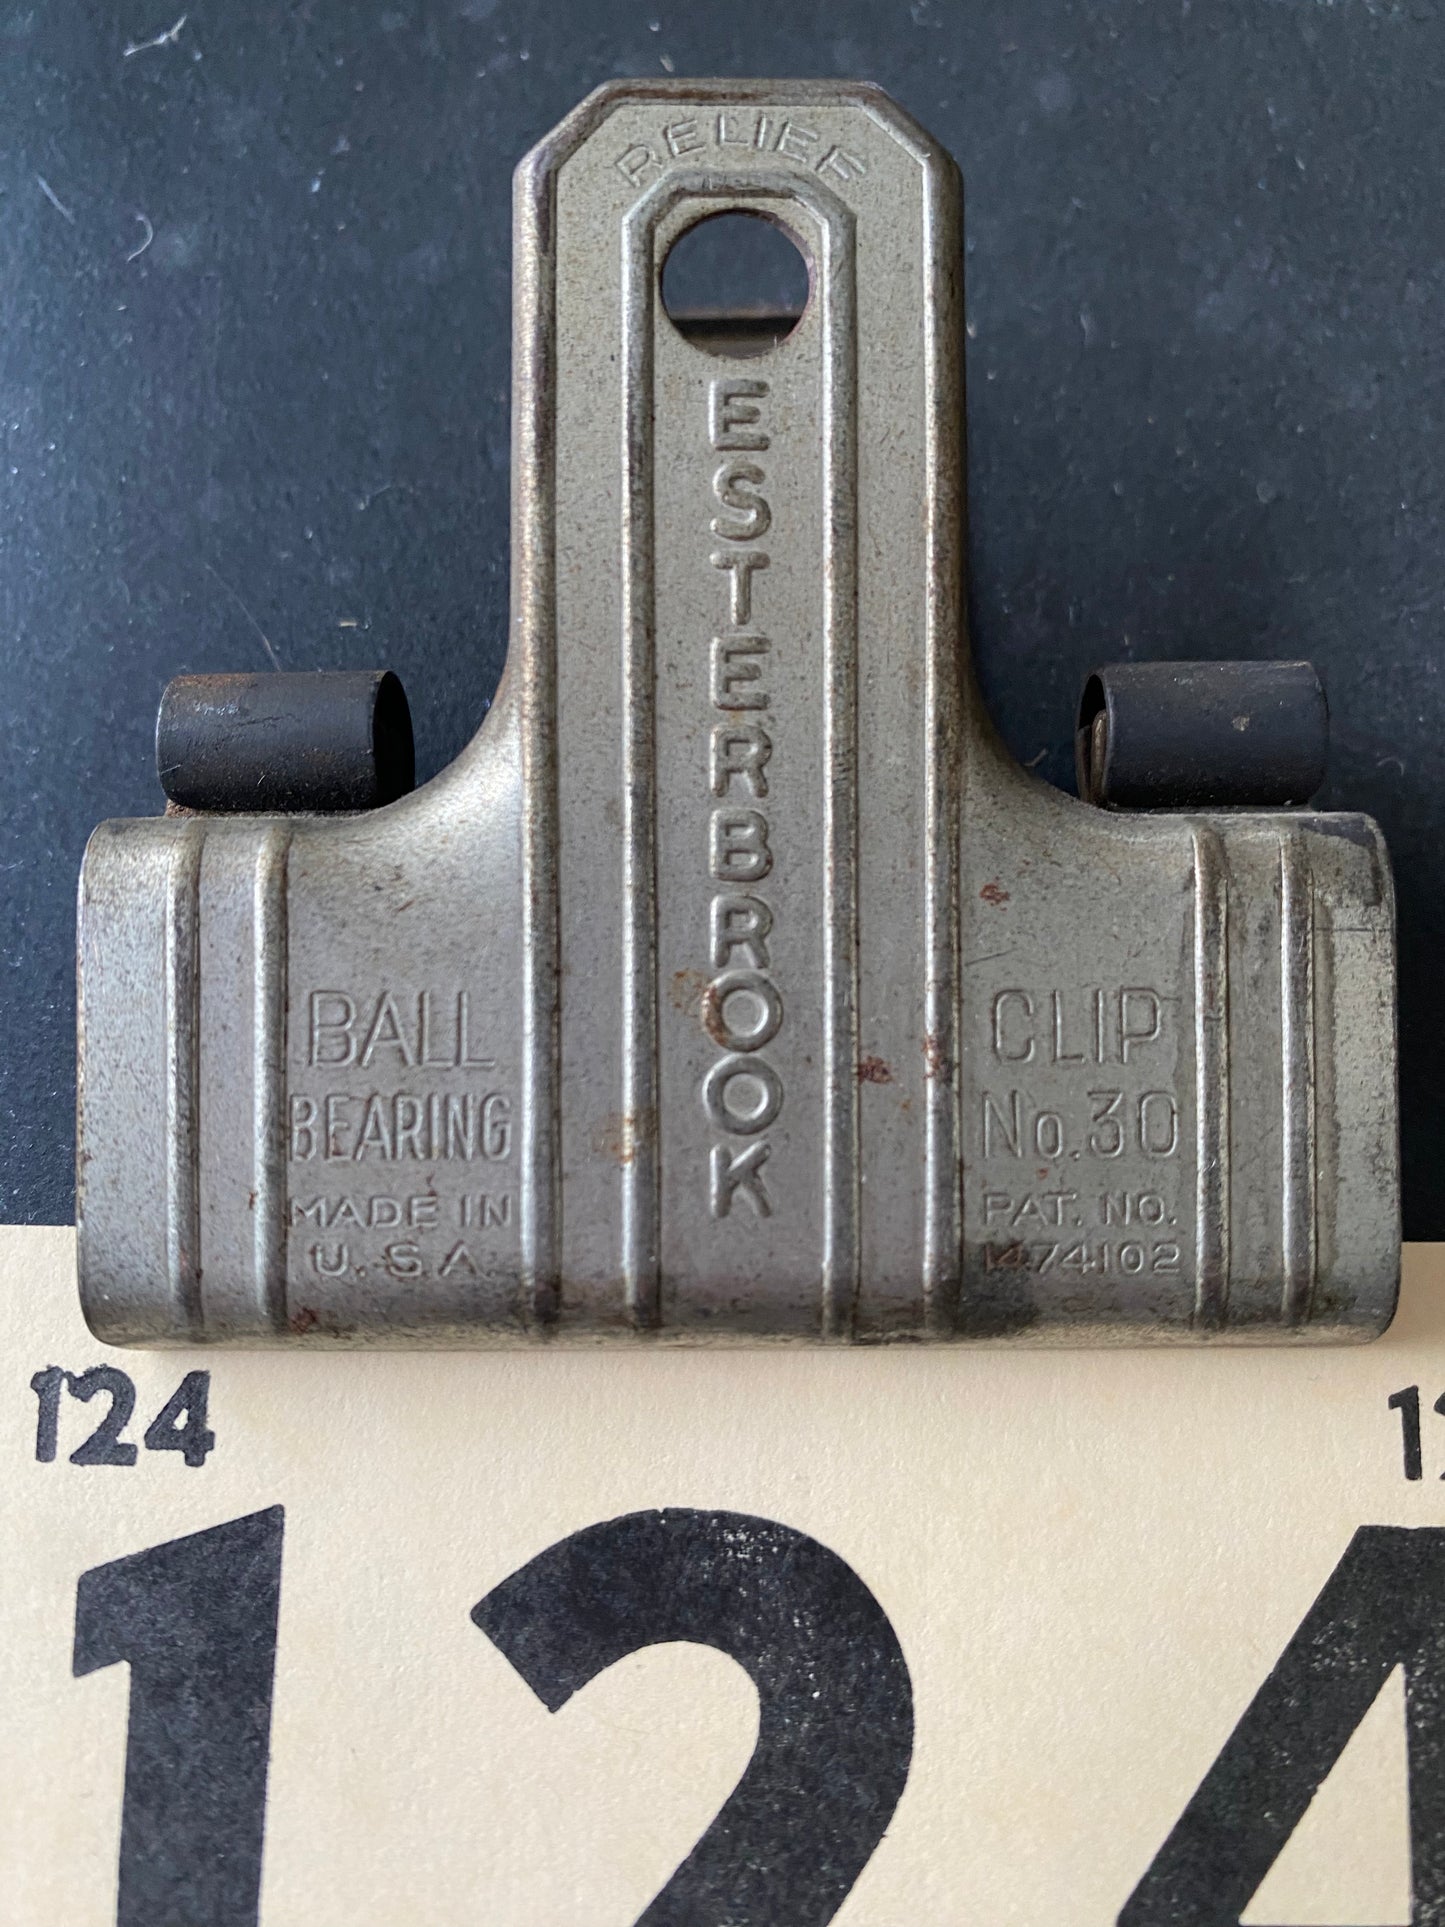 RELIEF
ESTERBROOK
BALL
BEARING
MADE IN
U.S.A.
CLIP
No.30
PAT. NO.
1474102
124
124